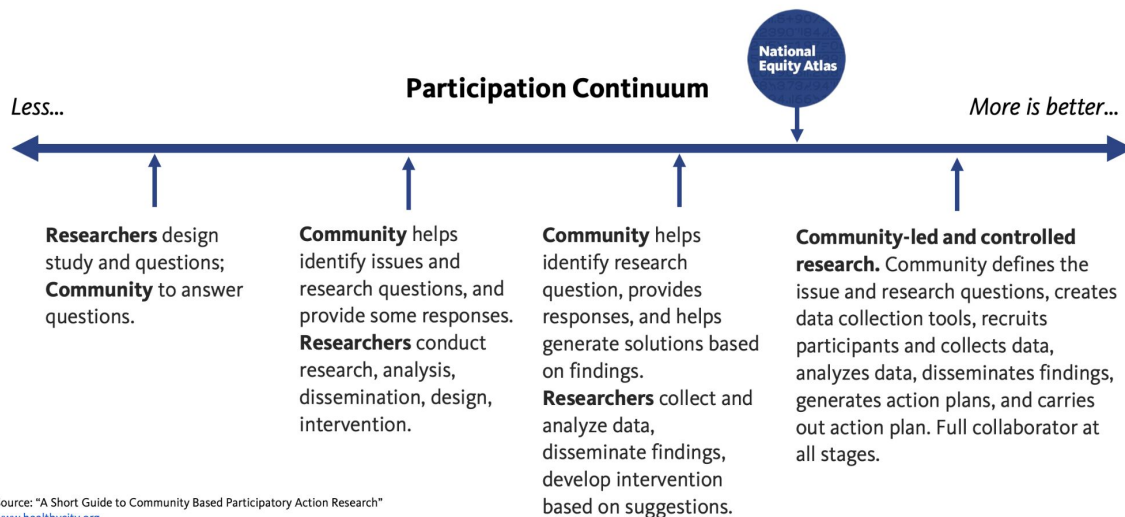 National
Equity Atlas
Participation Continuum
Less...
More is better...
Researchers design
study and questions;
Community to answer
questions.
Community helps
identify issues and
research questions, and
provide some responses.
Researchers conduct
research, analysis,
dissemination, design,
intervention.
Community helps
identify research
question, provides
responses, and helps
generate solutions based
on findings.
Researchers collect and
analyze data,
disseminate findings,
develop intervention
based on suggestions.
Community-led and controlled
research. Community defines the
issue and research questions, creates
data collection tools, recruits
participants and collects data,
analyzes data, disseminates findings,
generates action plans, and carries
out action plan. Full collaborator at
all stages.
ource: "A Short Guide to Community Based Participatory Action Research"